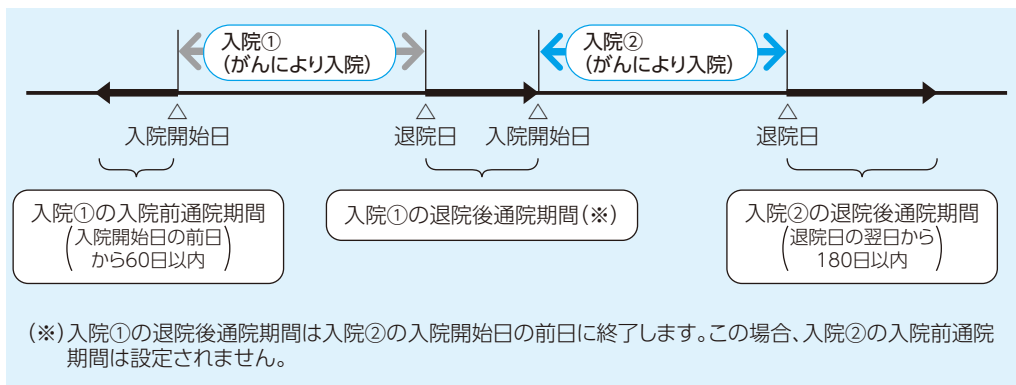 入院①
(がんにより入院)
入院②
(がんにより入院)
△
入院開始日
△
退院日
△
入院開始日
△
退院日
入院①の入院前通院期間
(入院開始日の前日
から60日以内)
入院①の退院後通院期間(※)
入院②の退院後通院期間
(退院日の翌日から
180日以内)
(※)入院①の退院後通院期間は入院②の入院開始日の前日に終了します。この場合、入院②の入院前通院
期間は設定されません。